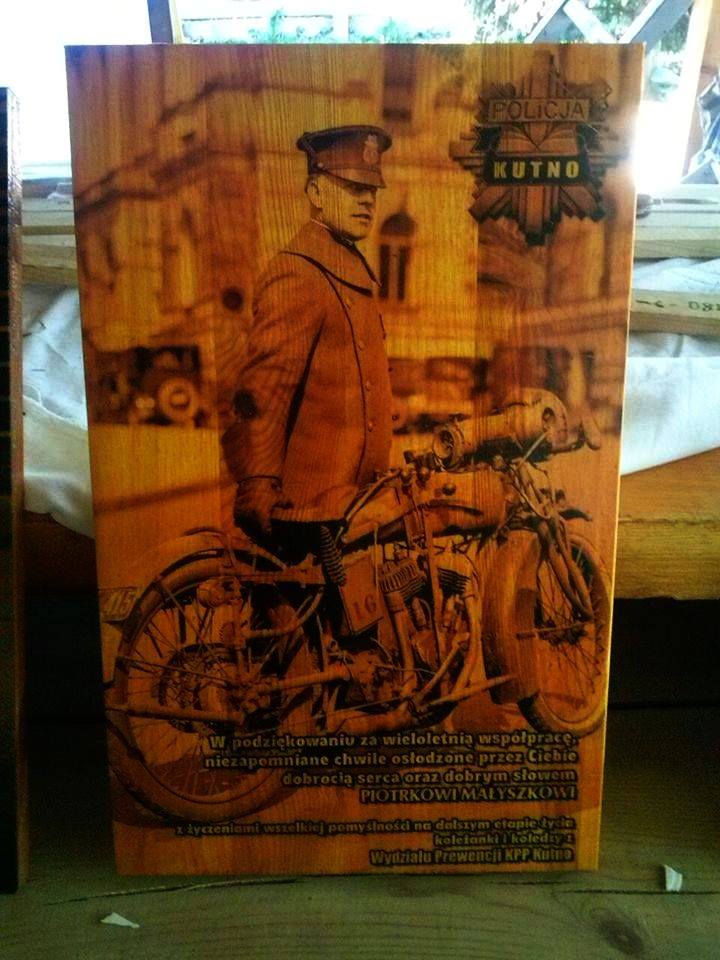 POLICJA
KUTNO
16
W podziękowaniu za wieloletnią współpracę,
niezapomniane chwile osłodzone przez Ciebie
dobrocią serca oraz dobrym słowem
PIOTRKOWI MAŁYSZKOWI
z życzeniami wszelkiej pomyślności na dalszym etapie życia
koleżanki i koledzy z
Wydziału Prewencji KPP Kutno